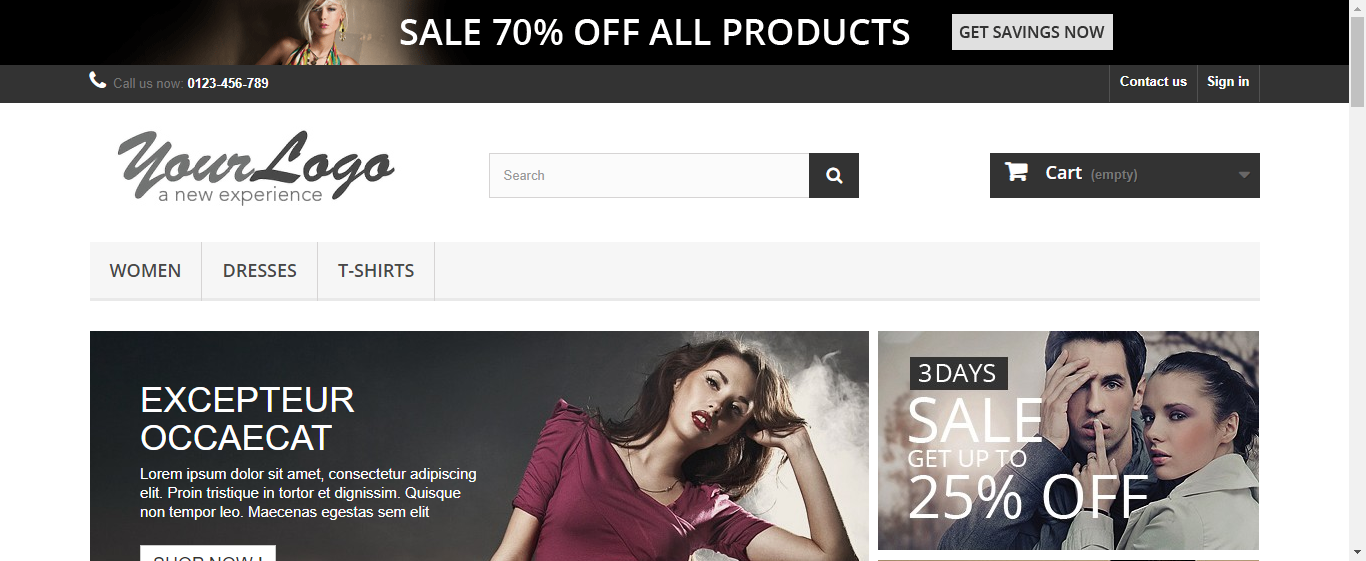 SALE 70% OFF ALL PRODUCTS
GET SAVINGS NOW
Call us now: 0123-456-789
Contact us
Sign in
YourLogo
a new experience
Search
Cart (empty)
WOMEN
DRESSES
T-SHIRTS
EXCEPTEUR
OCCAECAT
Lorem ipsum dolor sit amet, consectetur adipiscing
elit. Proin tristique in tortor et dignissim. Quisque
non tempor leo. Maecenas egestas sem elit
SHOP NOW !
3 DAYS
SALE
GET UP TO
25% OFF